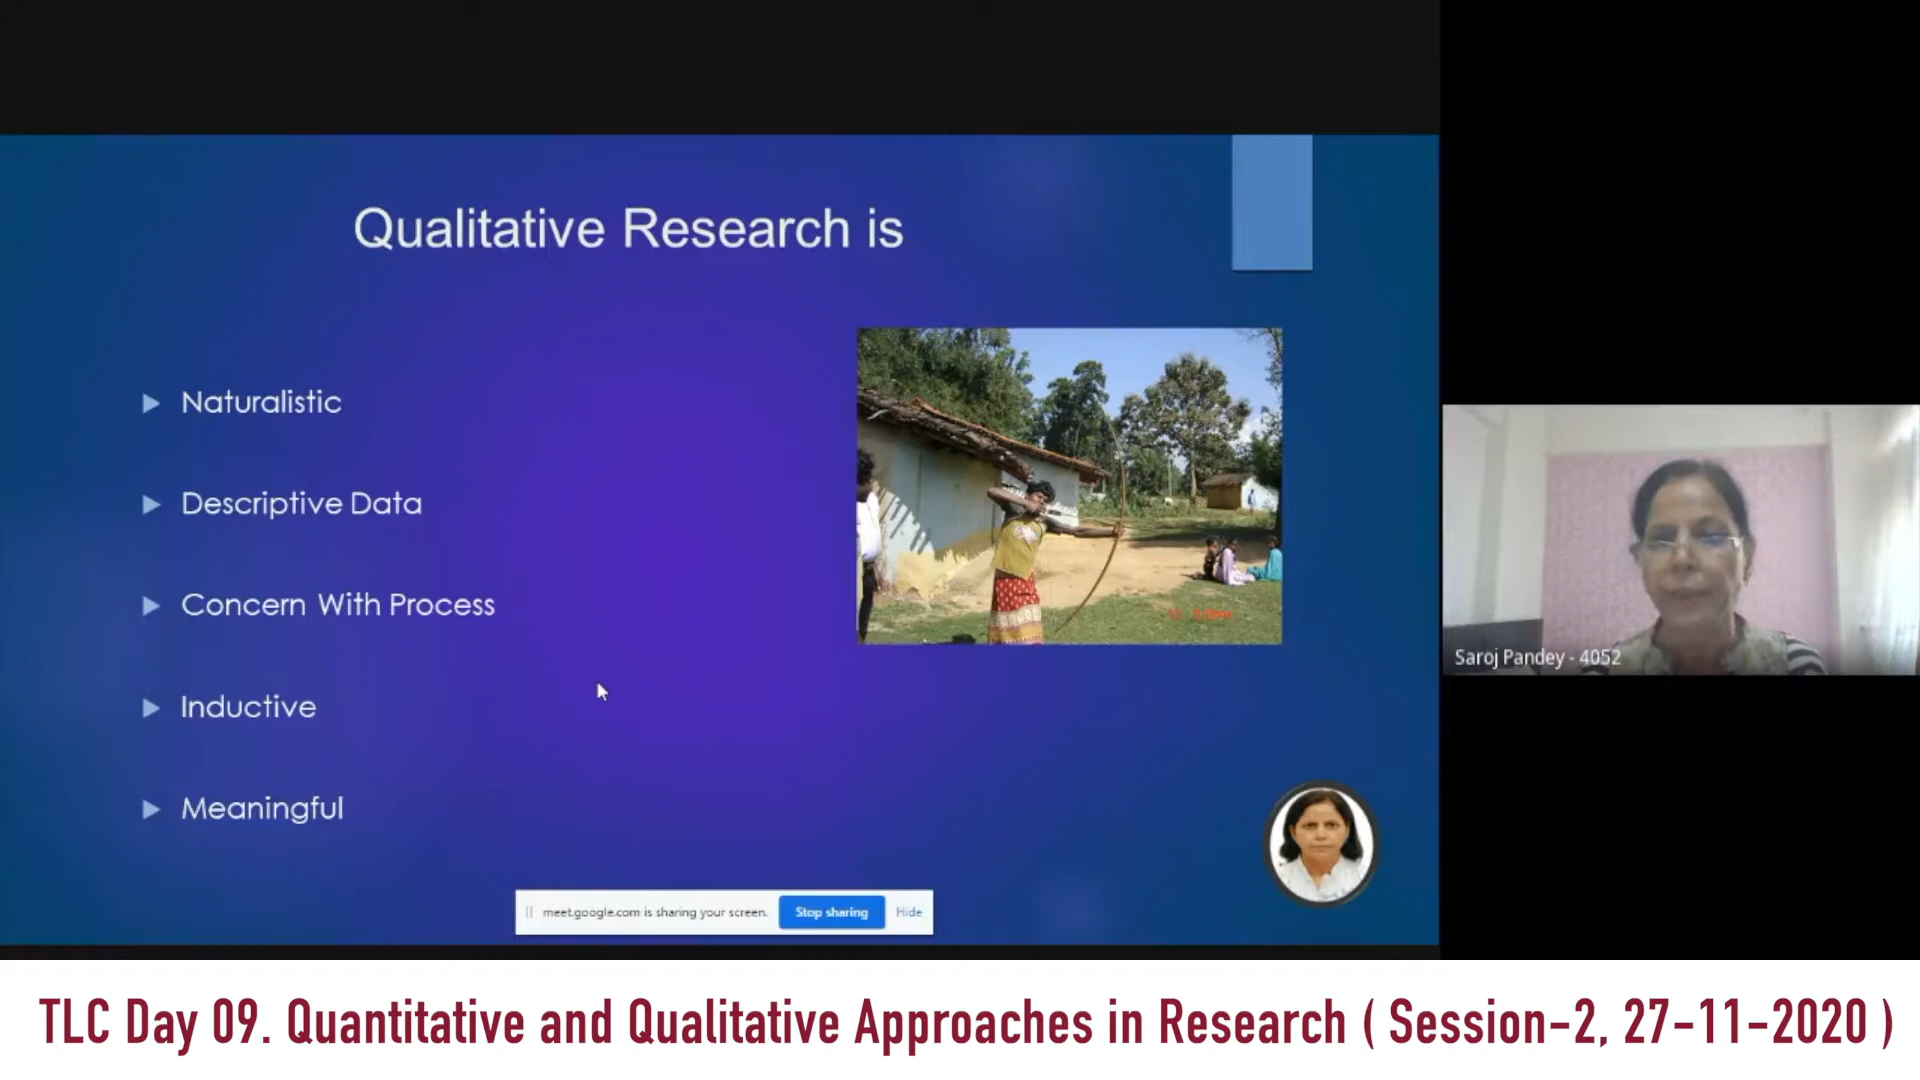 Qualitative Research is
Naturalistic
Descriptive Data
Concern With Process
Inductive
Meaningful
meet.google.com is sharing your screen.
Stop sharing
Hide
Saroj Pandey - 4052
TLC Day 09. Quantitative and Qualitative Approaches in Research ( Session-2, 27-11-2020 )